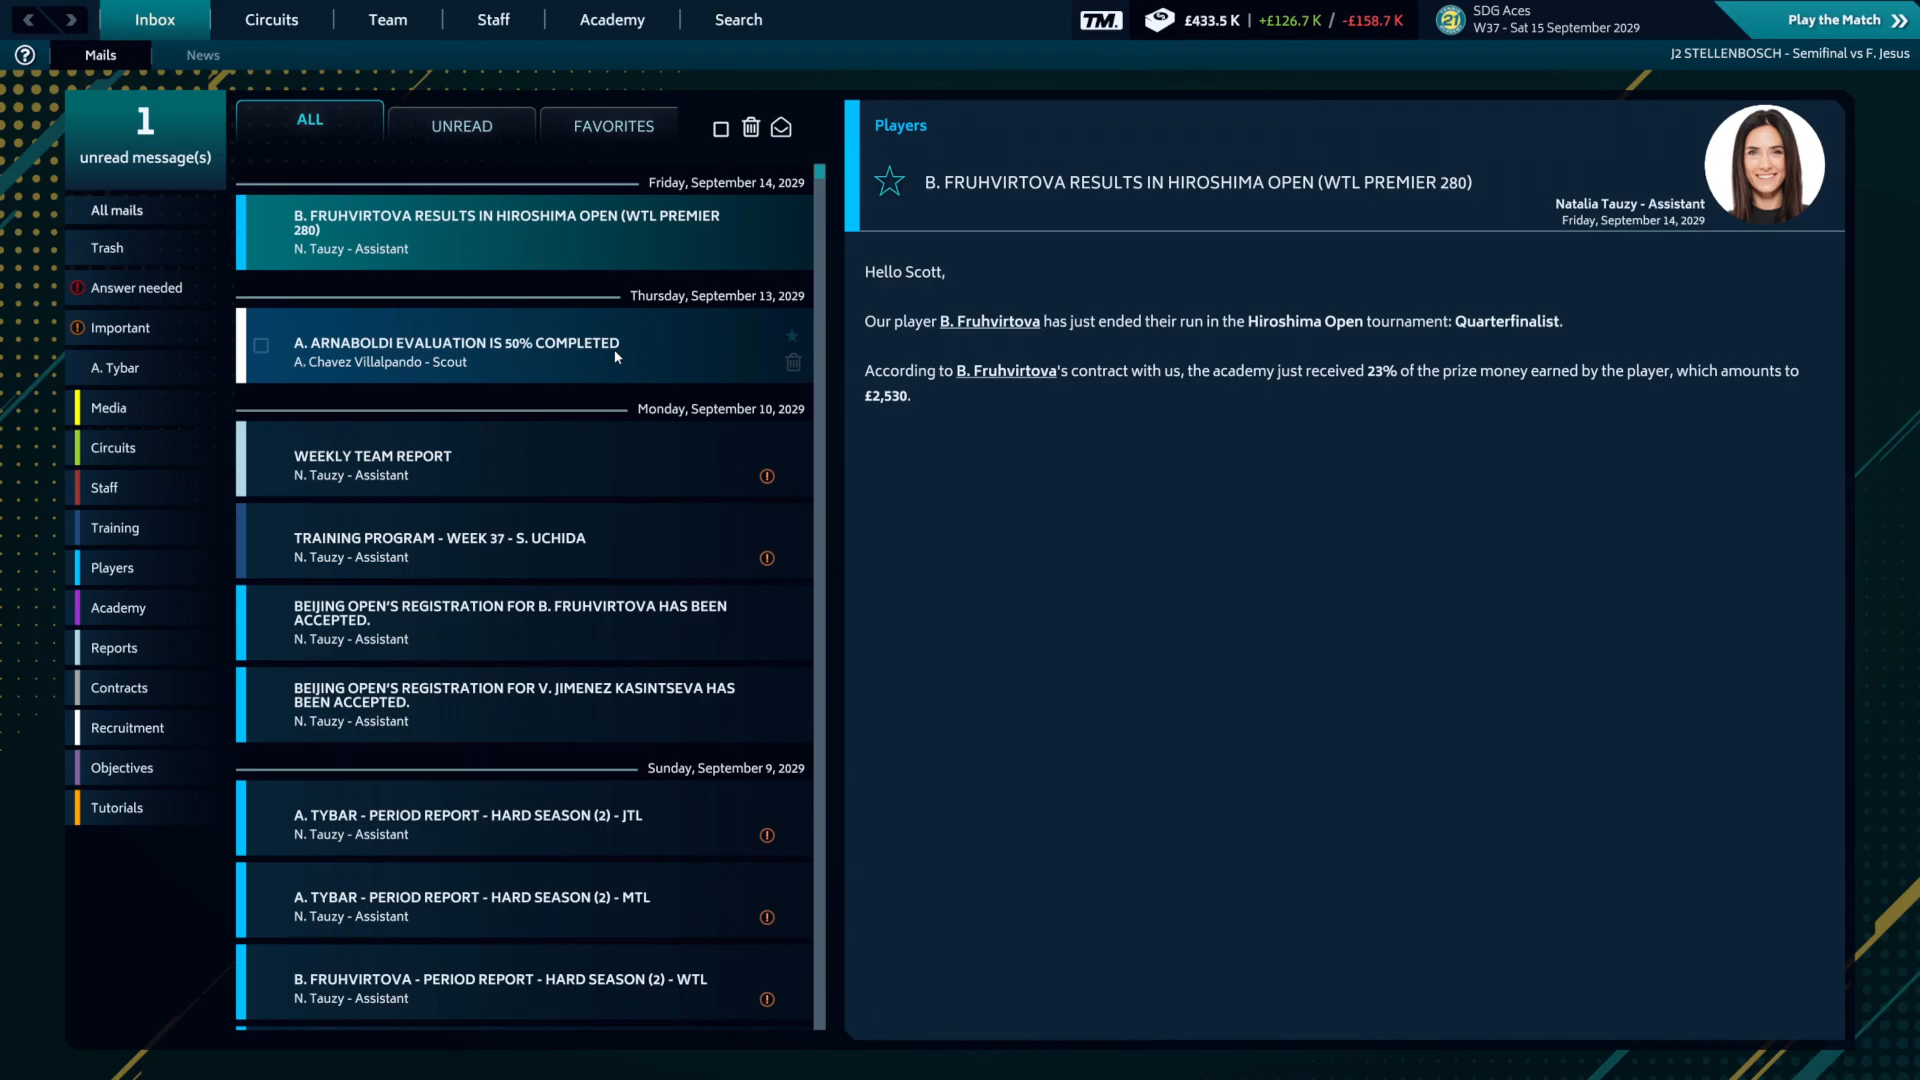 Inbox
Circuits
Team
Staff
Academy
Search
TM.
£433.5 K | +£126.7 K / -£158.7 K
21
SDG Aces
W37 - Sat 15 September 2029
Play the Match
?
Mails
News
J2 STELLENBOSCH - Semifinal vs F. Jesus
1
unread message(s)
All mails
Trash
Answer needed
Important
A. Tybar
Media
Circuits
Staff
Training
Players
Academy
Reports
Contracts
Recruitment
Objectives
Tutorials
ALL
UNREAD
FAVORITES
Friday, September 14, 2029
B. FRUHVIRTOVA RESULTS IN HIROSHIMA OPEN (WTL PREMIER
280)
N. Tauzy - Assistant
Thursday, September 13, 2029
A. ARNABOLDI EVALUATION IS 50% COMPLETED
A. Chavez Villalpando - Scout
Monday, September 10, 2029
WEEKLY TEAM REPORT
N. Tauzy - Assistant
TRAINING PROGRAM - WEEK 37 - S. UCHIDA
N. Tauzy - Assistant
BEIJING OPEN'S REGISTRATION FOR B. FRUHVIRTOVA HAS BEEN
ACCEPTED.
N. Tauzy - Assistant
BEIJING OPEN'S REGISTRATION FOR V. JIMENEZ KASINTSEVA HAS
BEEN ACCEPTED.
N. Tauzy - Assistant
Sunday, September 9, 2029
A. TYBAR - PERIOD REPORT - HARD SEASON (2) - JTL
N. Tauzy - Assistant
A. TYBAR - PERIOD REPORT - HARD SEASON (2) - MTL
N. Tauzy - Assistant
B. FRUHVIRTOVA - PERIOD REPORT - HARD SEASON (2) - WTL
N. Tauzy - Assistant
Players
B. FRUHVIRTOVA RESULTS IN HIROSHIMA OPEN (WTL PREMIER 280)
Natalia Tauzy - Assistant
Friday, September 14, 2029
Hello Scott,
Our player B. Fruhvirtova has just ended their run in the Hiroshima Open tournament: Quarterfinalist.
According to B. Fruhvirtova's contract with us, the academy just received 23% of the prize money earned by the player, which amounts to
£2,530.